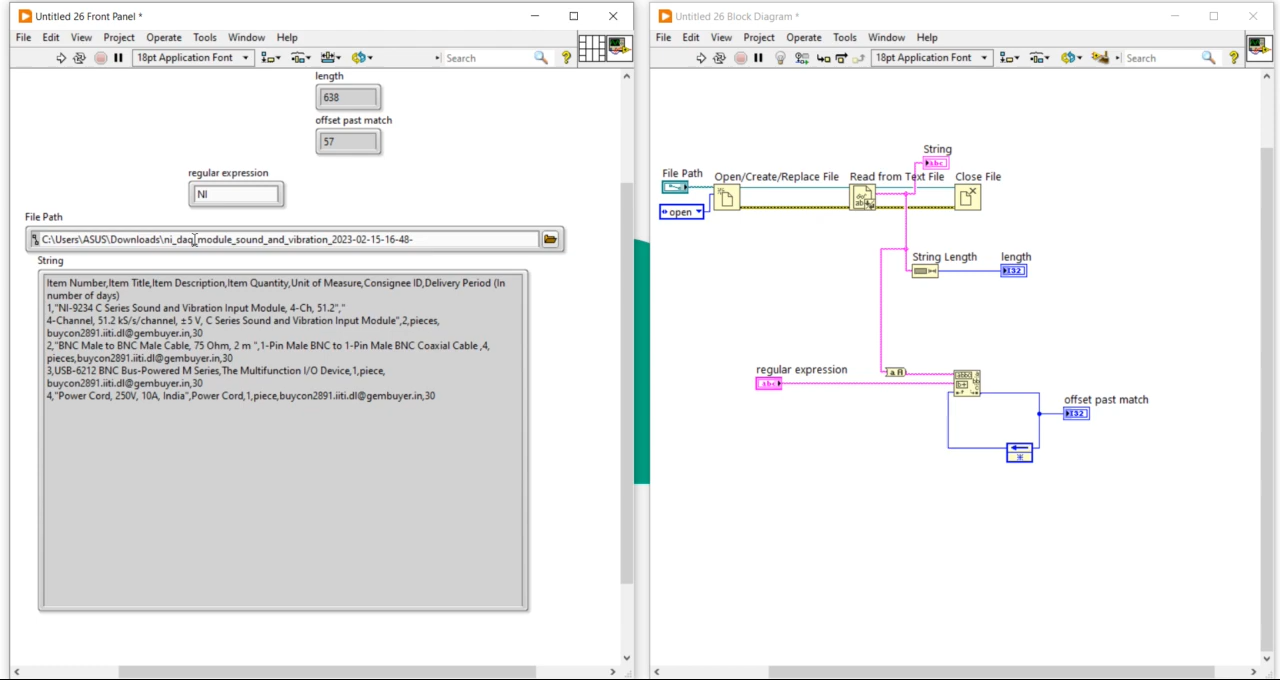 Untitled 26 Front Panel *
File Edit View Project Operate Tools Window Help
18pt Application Font
Search
length
638
offset past match
57
regular expression
NI
File Path
C:\Users\ASUS\Downloads\ni_daq_module_sound_and_vibration_2023-02-15-16-48-
String
Item Number,Item Title,Item Description,Item Quantity,Unit of Measure,Consignee ID,Delivery Period (In
number of days)
1,"NI-9234 C Series Sound and Vibration Input Module, 4-Ch, 51.2","
4-Channel, 51.2 kS/s/channel, ±5 V, C Series Sound and Vibration Input Module",2,pieces,
buycon2891.iiti.dl@gembuyer.in,30
2,"BNC Male to BNC Male Cable, 75 Ohm, 2 m ",1-Pin Male BNC to 1-Pin Male BNC Coaxial Cable ,4,
pieces,buycon2891.iiti.dl@gembuyer.in,30
3,USB-6212 BNC Bus-Powered M Series,The Multifunction I/O Device,1,piece,
buycon2891.iiti.dl@gembuyer.in,30
4,"Power Cord, 250V, 10A, India",Power Cord,1,piece,buycon2891.iiti.dl@gembuyer.in,30
Untitled 26 Block Diagram *
File Edit View Project Operate Tools Window Help
18pt Application Font
Search
String
abc
File Path
Open/Create/Replace File
Read from Text File
Close File
open
String Length
length
I32
regular expression
abc
offset past match
I32